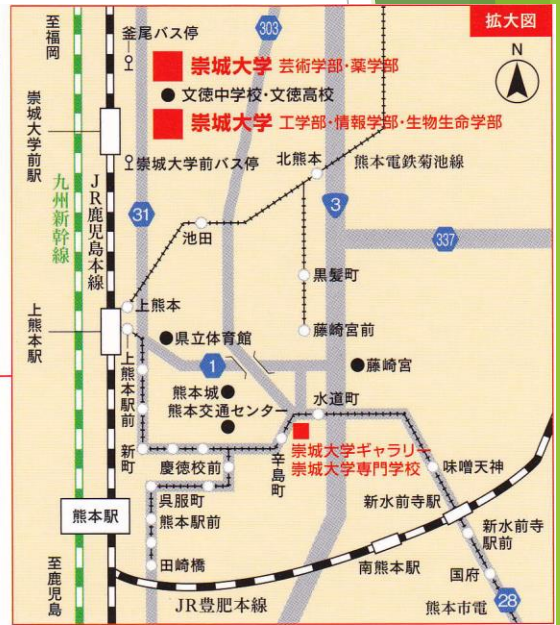 拡大図
N
至福岡
釜尾バス停
303
崇城大学 芸術学部・薬学部
文徳中学校・文徳高校
崇城大学 工学部・情報学部・生物生命学部
崇城大学前駅
崇城大学前バス停
北熊本
熊本電鉄菊池線
九州新幹線
JR鹿児島本線
31
3
池田
337
黒髪町
上熊本
上熊本駅
藤崎宮前
県立体育館
上熊本駅前
1
藤崎宮
熊本城
水道町
熊本交通センター
新町
辛島町
崇城大学ギャラリー
崇城大学専門学校
慶徳校前
味噌天神
呉服町
新水前寺駅
熊本駅
熊本駅前
新水前寺
駅前
田崎橋
南熊本駅
国府
至鹿児島
28
JR豊肥本線
熊本市電